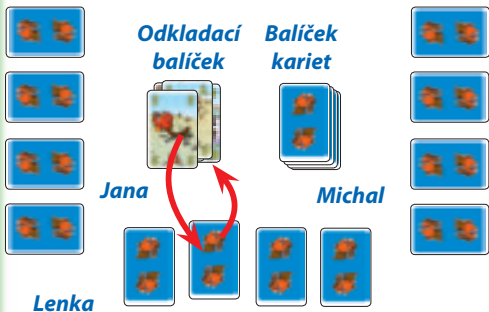 Odkladací
balíček
Balíček
kariet
Jana
Michal
Lenka